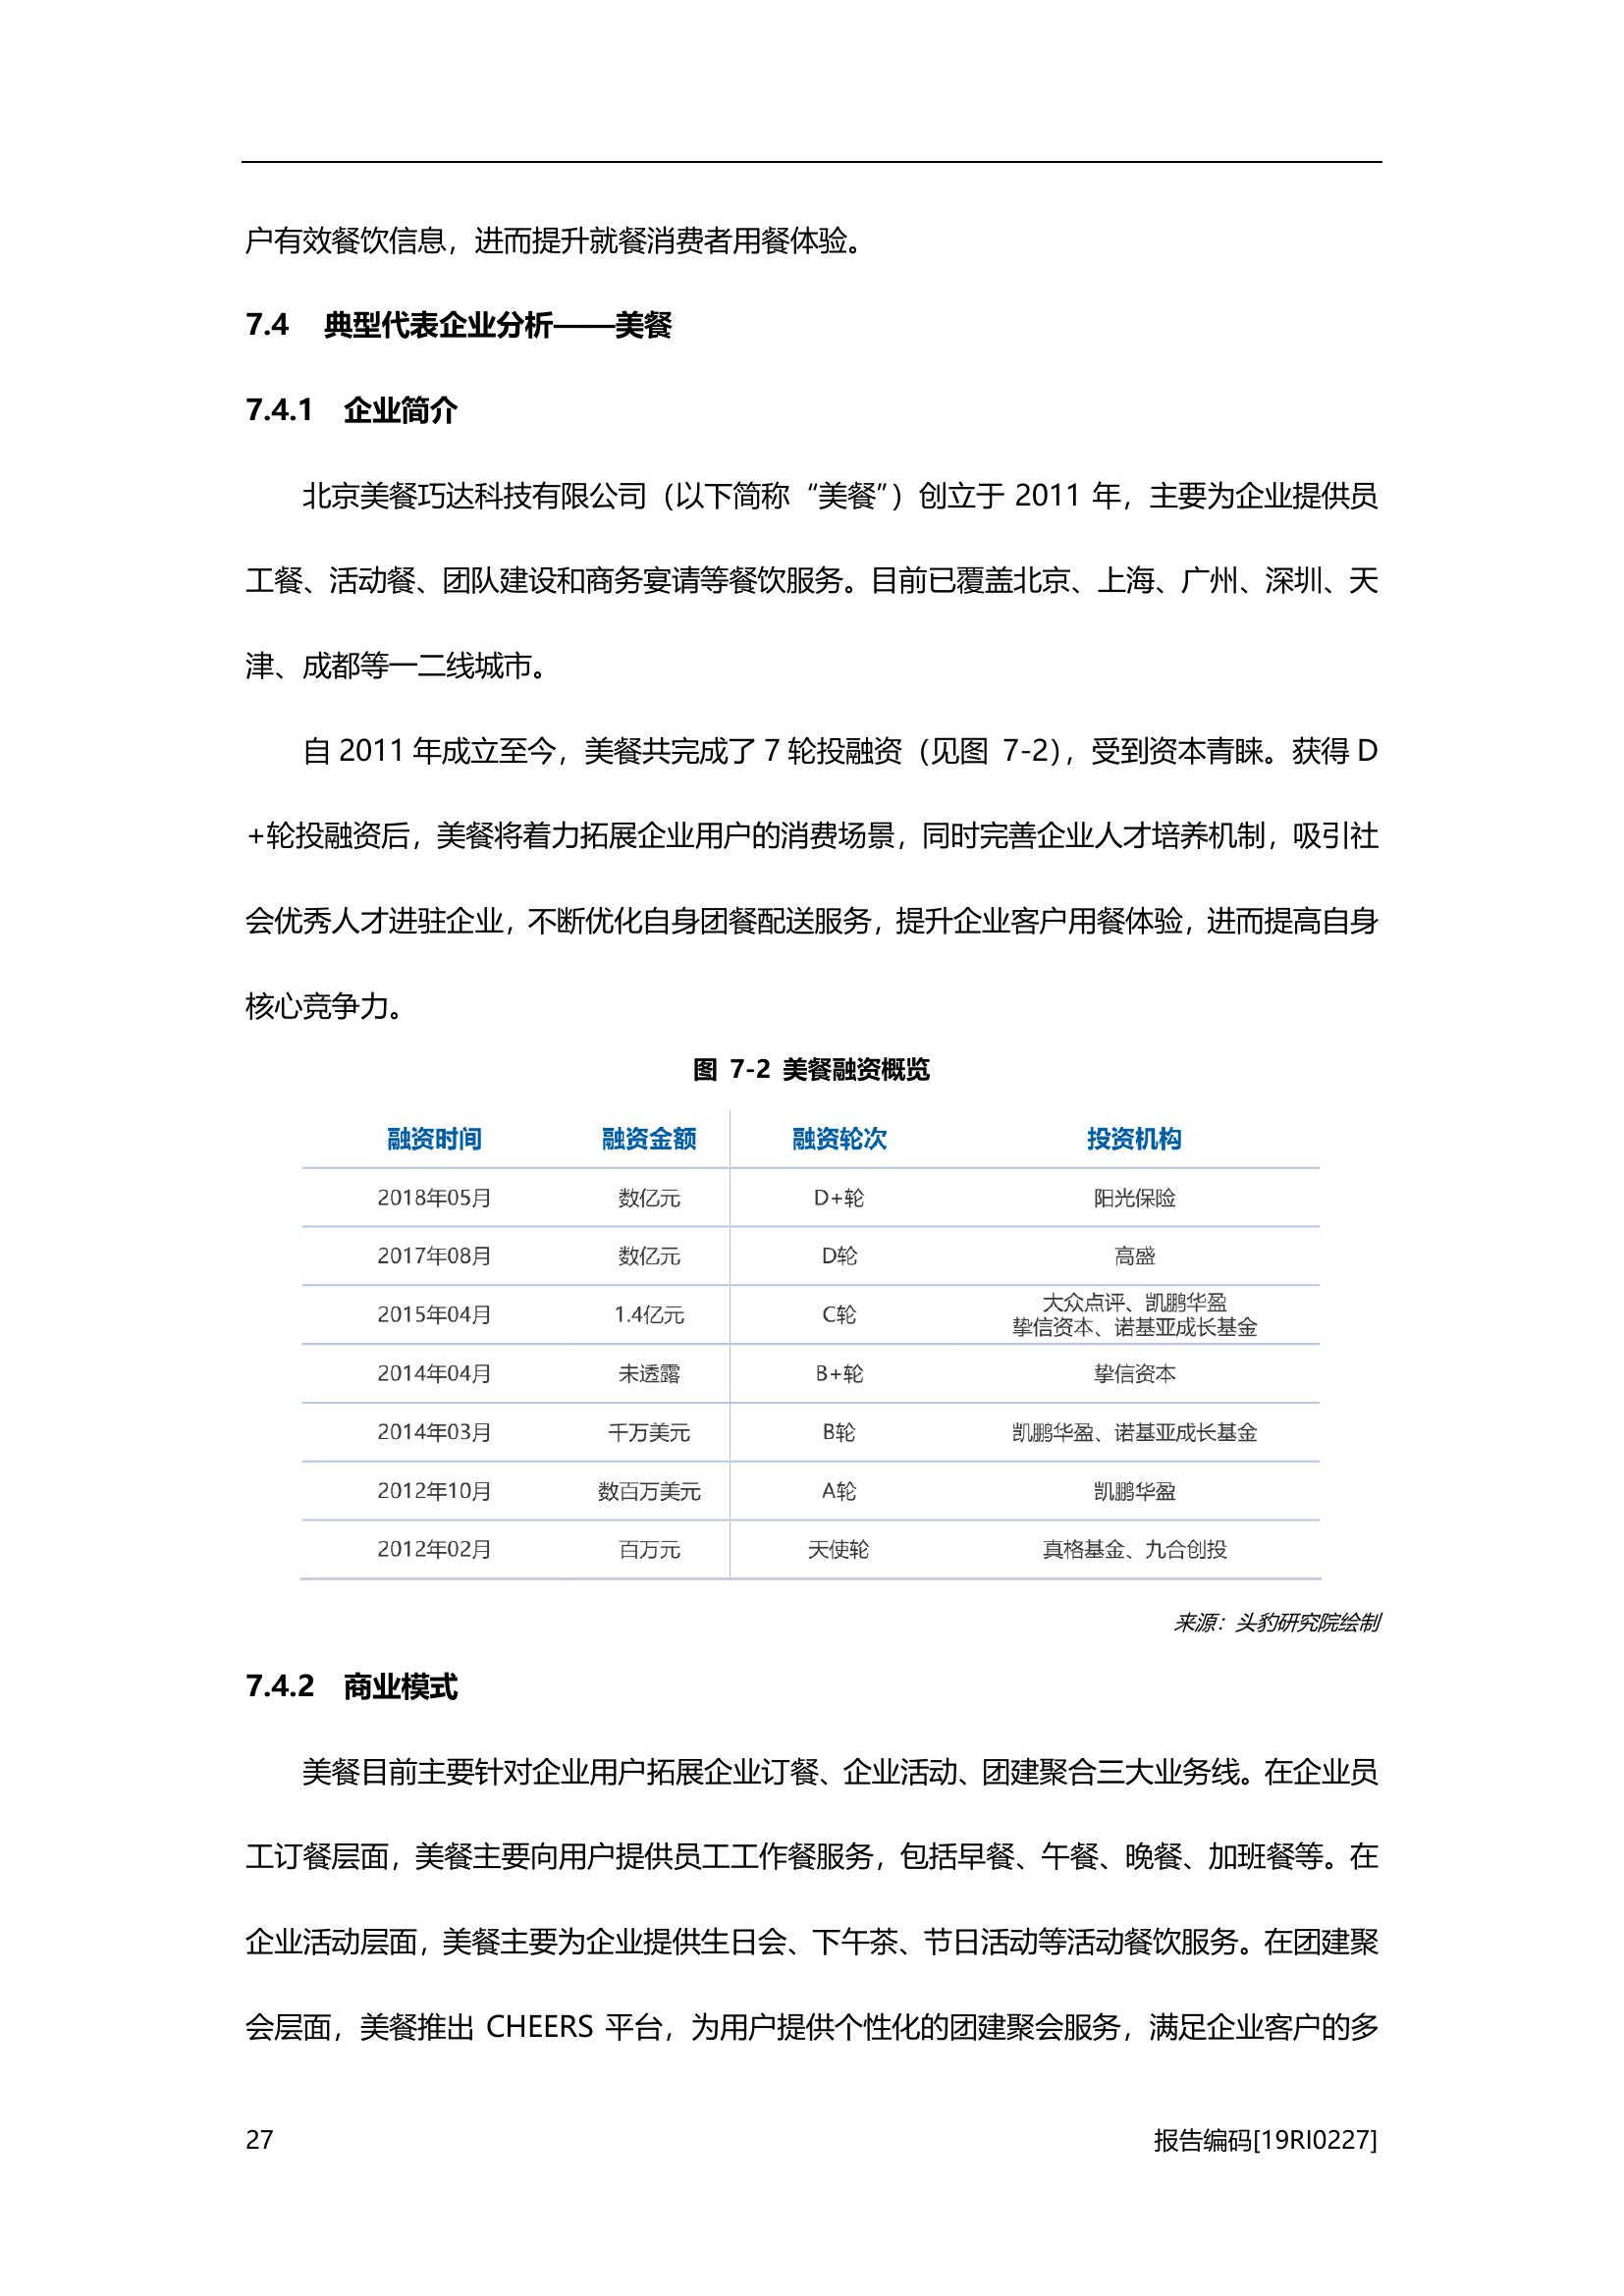 户有效餐饮信息，进而提升就餐消费者用餐体验。
7.4 典型代表企业分析——美餐
7.4.1 企业简介
北京美餐巧达科技有限公司（以下简称“美餐”）创立于 2011 年，主要为企业提供员
工餐、活动餐、团队建设和商务宴请等餐饮服务。目前已覆盖北京、上海、广州、深圳、天
津、成都等一二线城市。
自 2011 年成立至今，美餐共完成了 7 轮投融资（见图 7-2），受到资本青睐。获得 D
+轮投融资后，美餐将着力拓展企业用户的消费场景，同时完善企业人才培养机制，吸引社
会优秀人才进驻企业，不断优化自身团餐配送服务，提升企业客户用餐体验，进而提高自身
核心竞争力。
图 7-2 美餐融资概览
融资时间 融资金额 融资轮次 投资机构
2018年05月 数亿元 D+轮 阳光保险
2017年08月 数亿元 D轮 高盛
2015年04月 1.4亿元 C轮 大众点评、凯鹏华盈
挚信资本、诺基亚成长基金
2014年04月 未透露 B+轮 挚信资本
2014年03月 千万美元 B轮 凯鹏华盈、诺基亚成长基金
2012年10月 数百万美元 A轮 凯鹏华盈
2012年02月 百万元 天使轮 真格基金、九合创投
来源：头豹研究院绘制
7.4.2 商业模式
美餐目前主要针对企业用户拓展企业订餐、企业活动、团建聚合三大业务线。在企业员
工订餐层面，美餐主要向用户提供员工工作餐服务，包括早餐、午餐、晚餐、加班餐等。在
企业活动层面，美餐主要为企业提供生日会、下午茶、节日活动等活动餐饮服务。在团建聚
会层面，美餐推出 CHEERS 平台，为用户提供个性化的团建聚会服务，满足企业客户的多
27 报告编码[19RI0227]